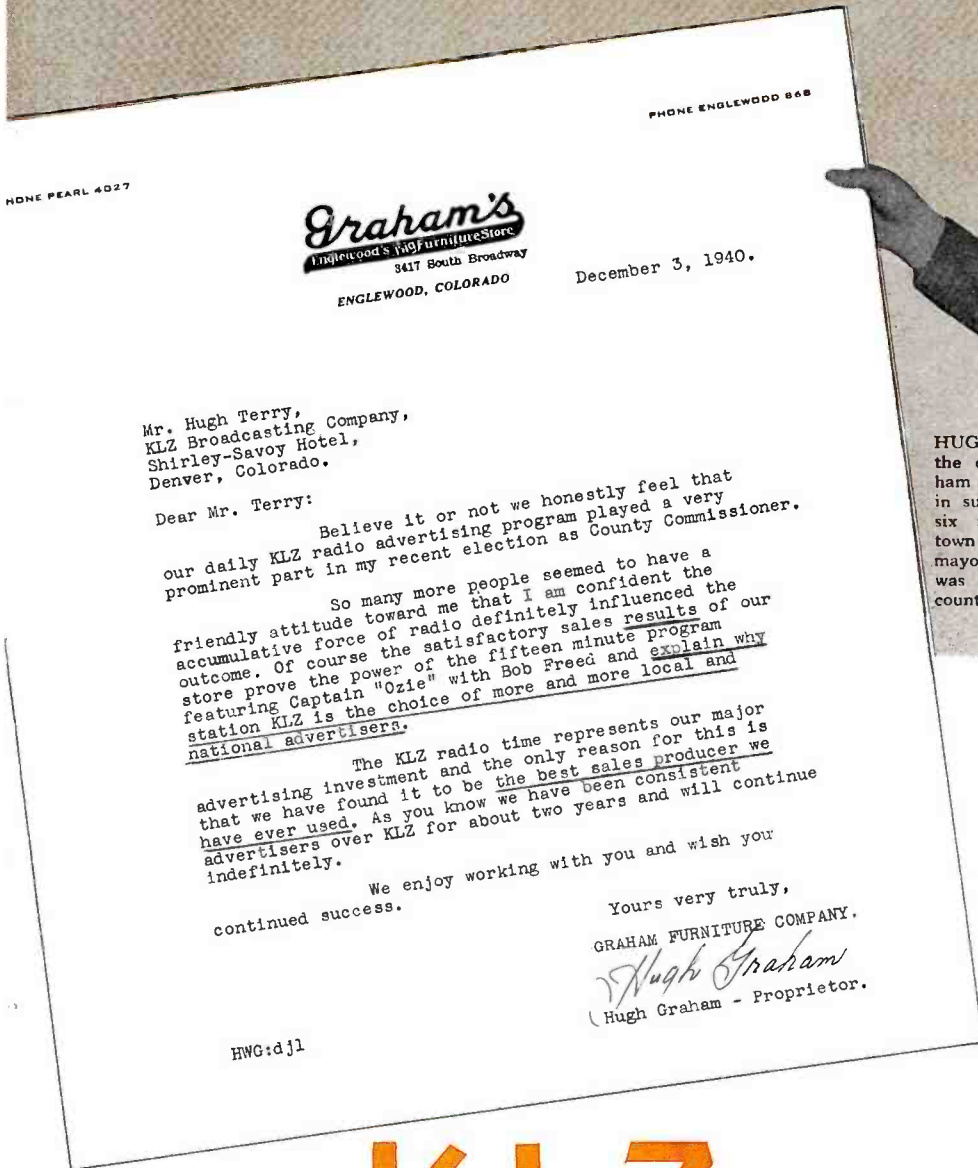 PHONE ENGLEWOOD 868
HONE PEARL 4027
Graham's
Englewood's Big Furniture Store
3417 South Broadway
ENGLEWOOD, COLORADO
December 3, 1940.
Mr. Hugh Terry,
KLZ Broadcasting Company,
Shirley-Savoy Hotel,
Denver, Colorado.
Dear Mr. Terry:
Believe it or not we honestly feel that
our daily KLZ radio advertising program played a very
prominent part in my recent election as County Commissioner.
So many more people seemed to have a
friendly attitude toward me that I am confident the
accumulative force of radio definitely influenced the
outcome. Of course the satisfactory sales results of our
store prove the power of the fifteen minute program
featuring Captain "Ozie" with Bob Freed and explain why
station KLZ is the choice of more and more local and
national advertisers.
The KLZ radio time represents our major
advertising investment and the only reason for this is
that we have found it to be the best sales producer we
have ever used. As you know we have been consistent
advertisers over KLZ for about two years and will continue
indefinitely.
We enjoy working with you and wish you
continued success.
Yours very truly,
GRAHAM FURNITURE COMPANY.
Hugh Graham
Hugh Graham - Proprietor.
HWG:djl
HUG
the
ham
in su
six
town
mayo
was
count
KLZ